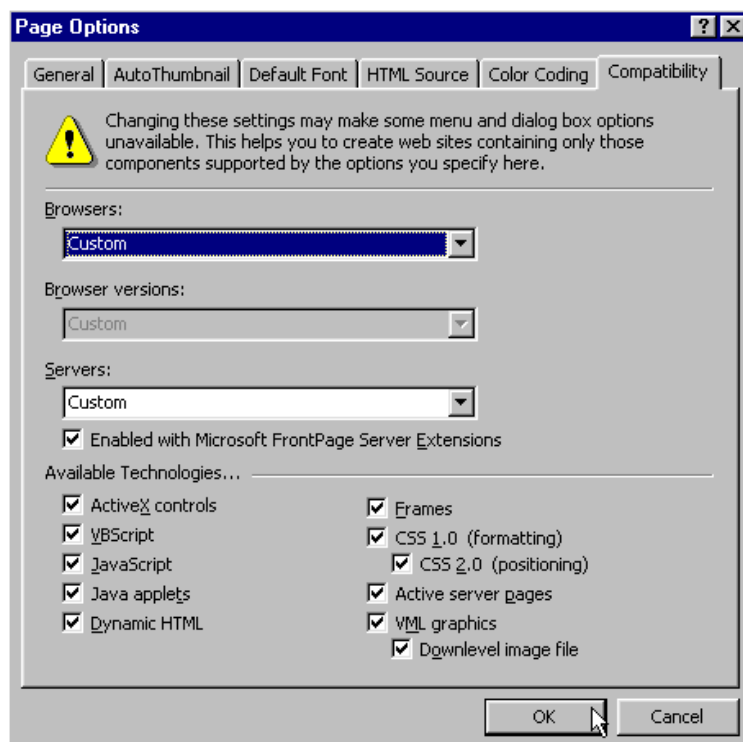 Page Options
General AutoThumbnail Default Font HTML Source Color Coding Compatibility
Changing these settings may make some menu and dialog box options
unavailable. This helps you to create web sites containing only those
components supported by the options you specify here.
Browsers:
Custom
Browser versions:
Custom
Servers:
Custom
Enabled with Microsoft FrontPage Server Extensions
Available Technologies...
ActiveX controls
VBScript
JavaScript
Java applets
Dynamic HTML
Frames
CSS 1.0 (formatting)
CSS 2.0 (positioning)
Active server pages
VML graphics
Downlevel image file
OK Cancel